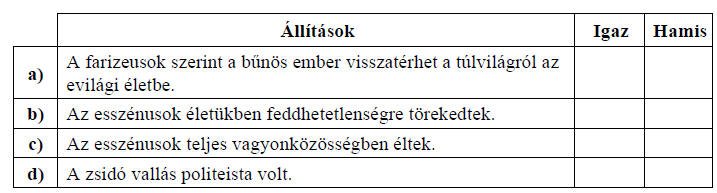 Állítások Igaz Hamis
a) A farizeusok szerint a bűnös ember visszatérhet a túlvilágról az
evilági életbe.
b) Az esszénusok életükben feddhetetlenségre törekedtek.
c) Az esszénusok teljes vagyonközösségben éltek.
d) A zsidó vallás politeista volt.